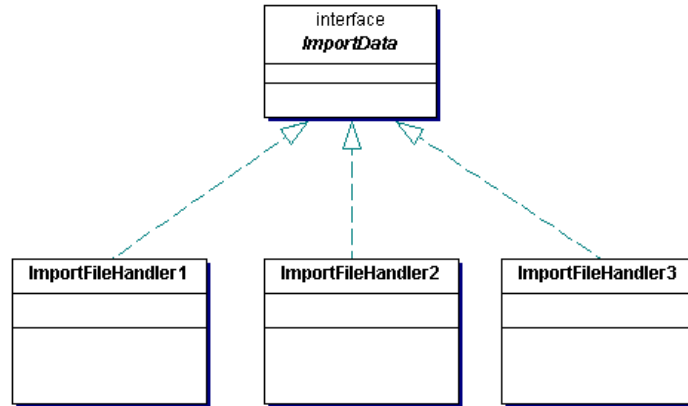 interface
ImportData
ImportFileHandler1
ImportFileHandler2
ImportFileHandler3